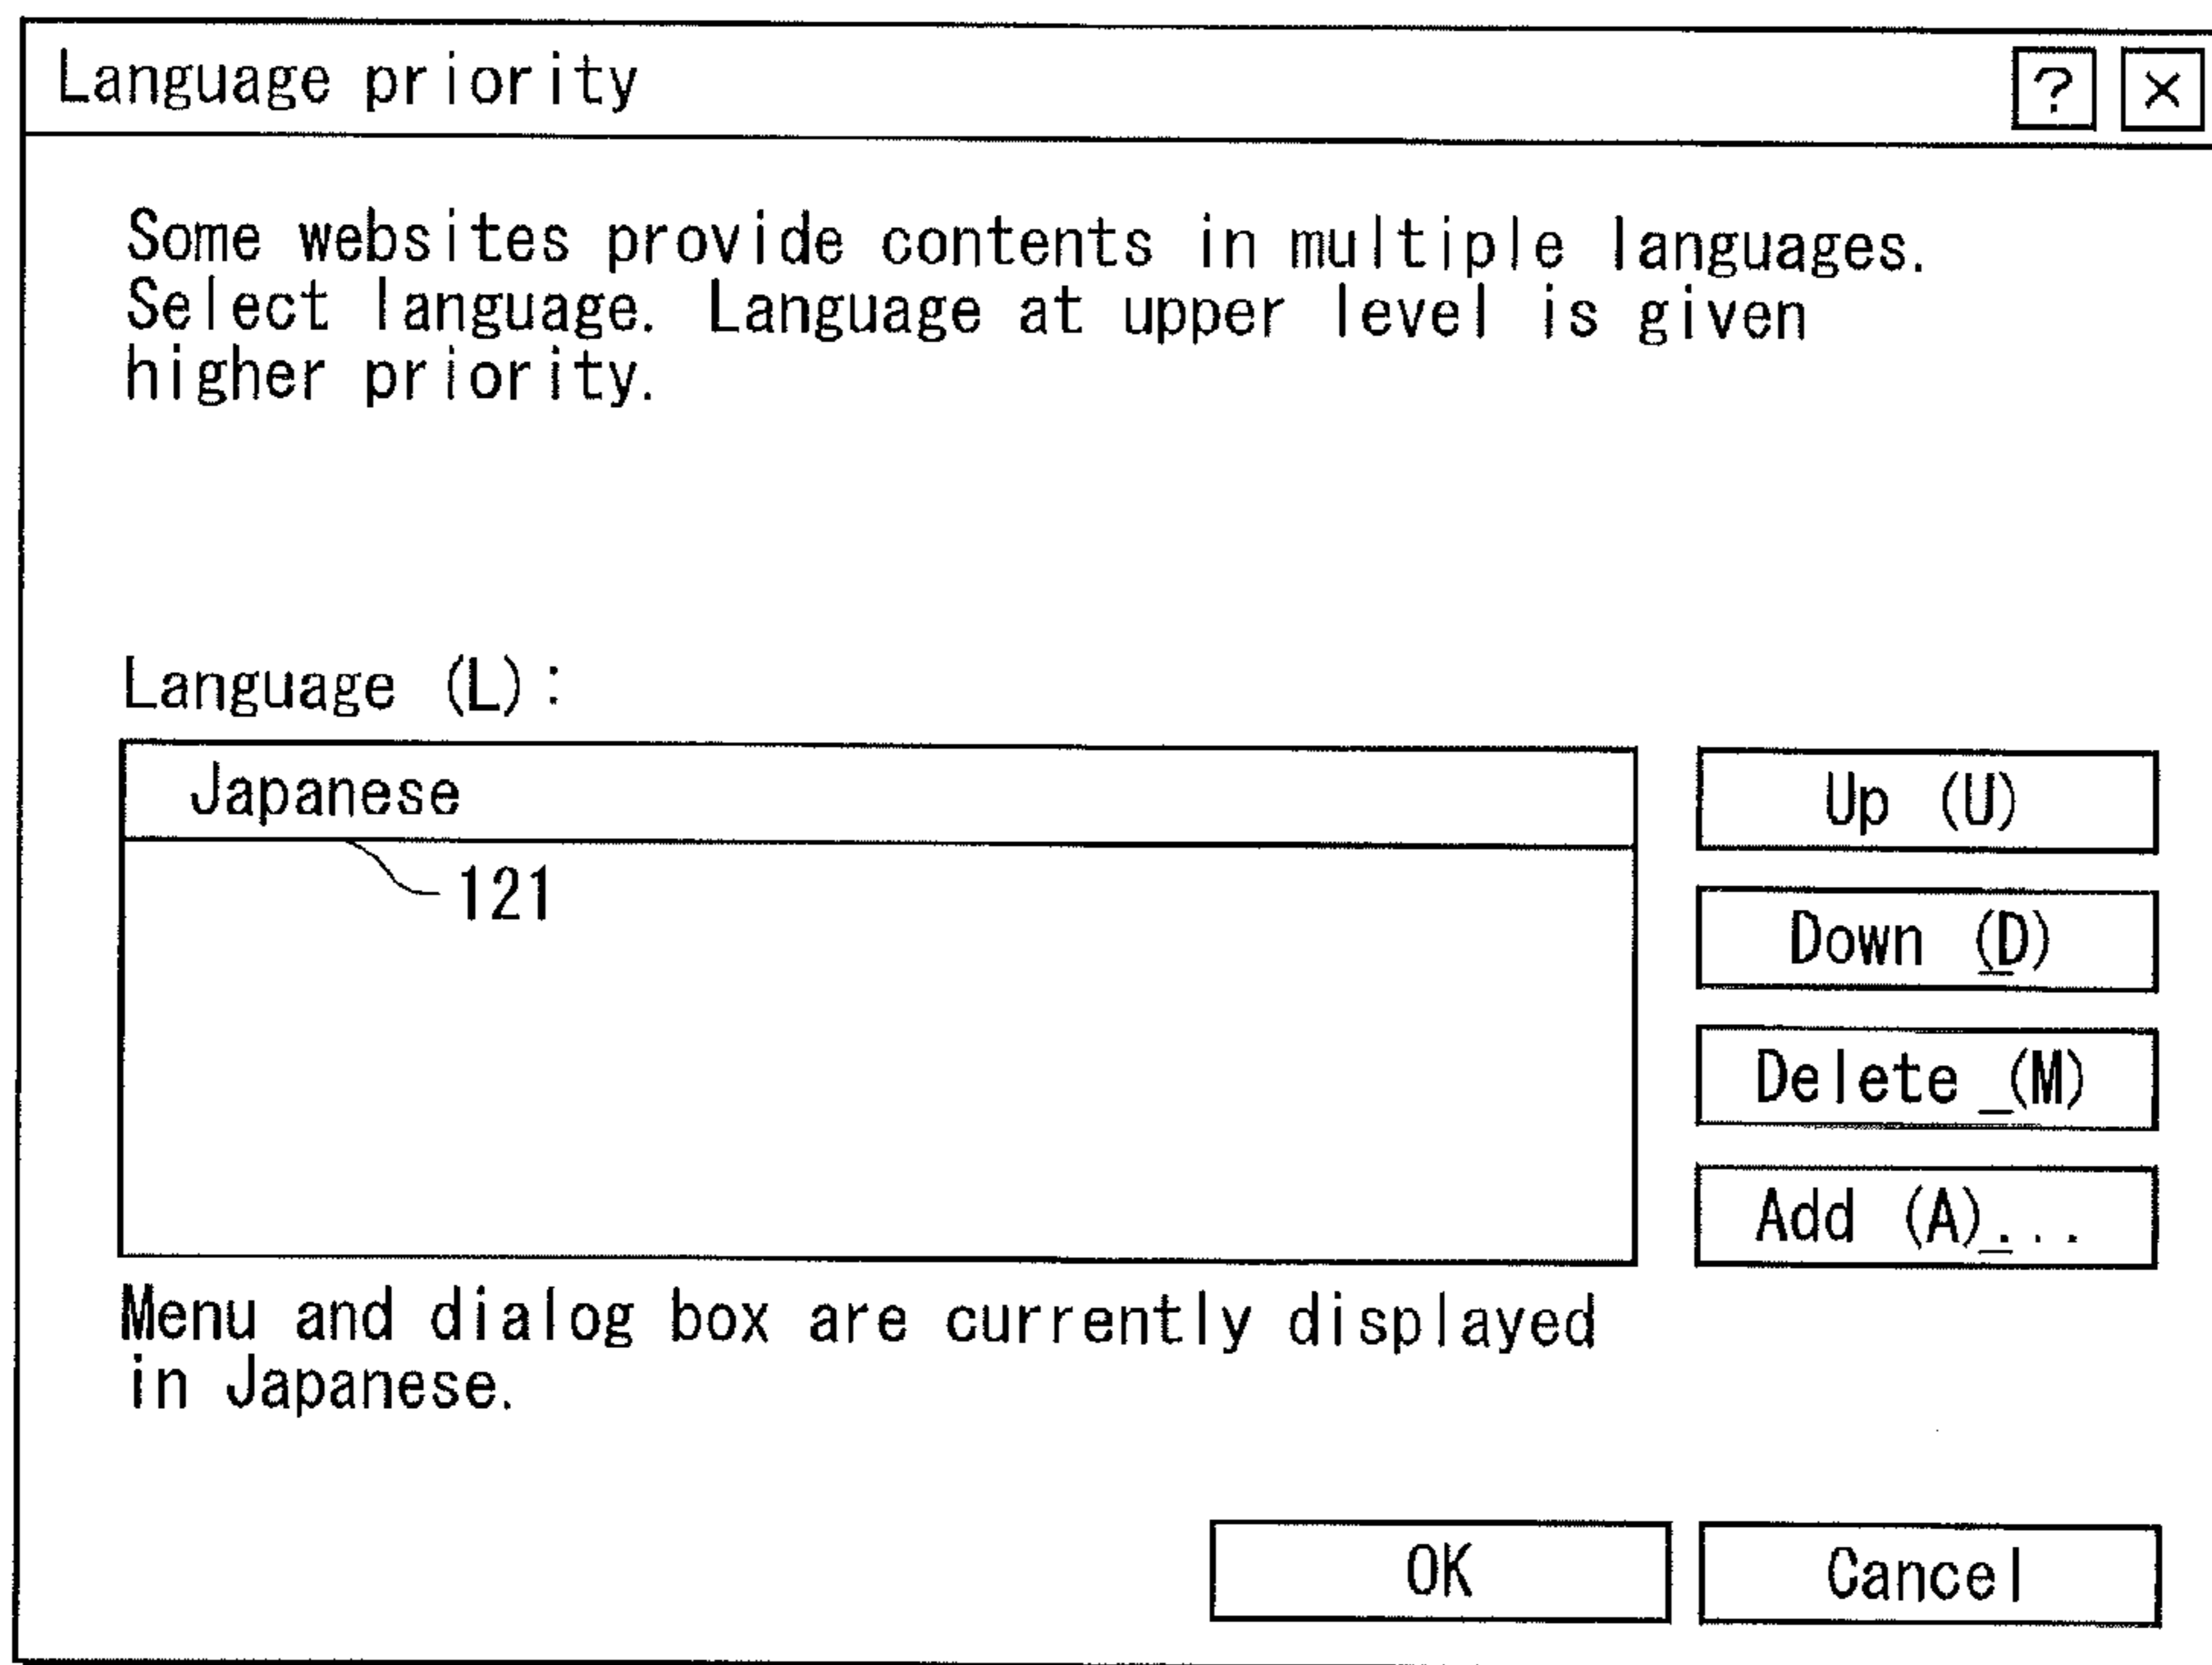 Language priority ? ×
Some websites provide contents in multiple languages.
Select language. Language at upper level is given
higher priority.
Language (L):
Japanese
121
Up (U)
Down (D)
Delete (M)
Add (A)...
Menu and dialog box are currently displayed
in Japanese.
OK
Cancel